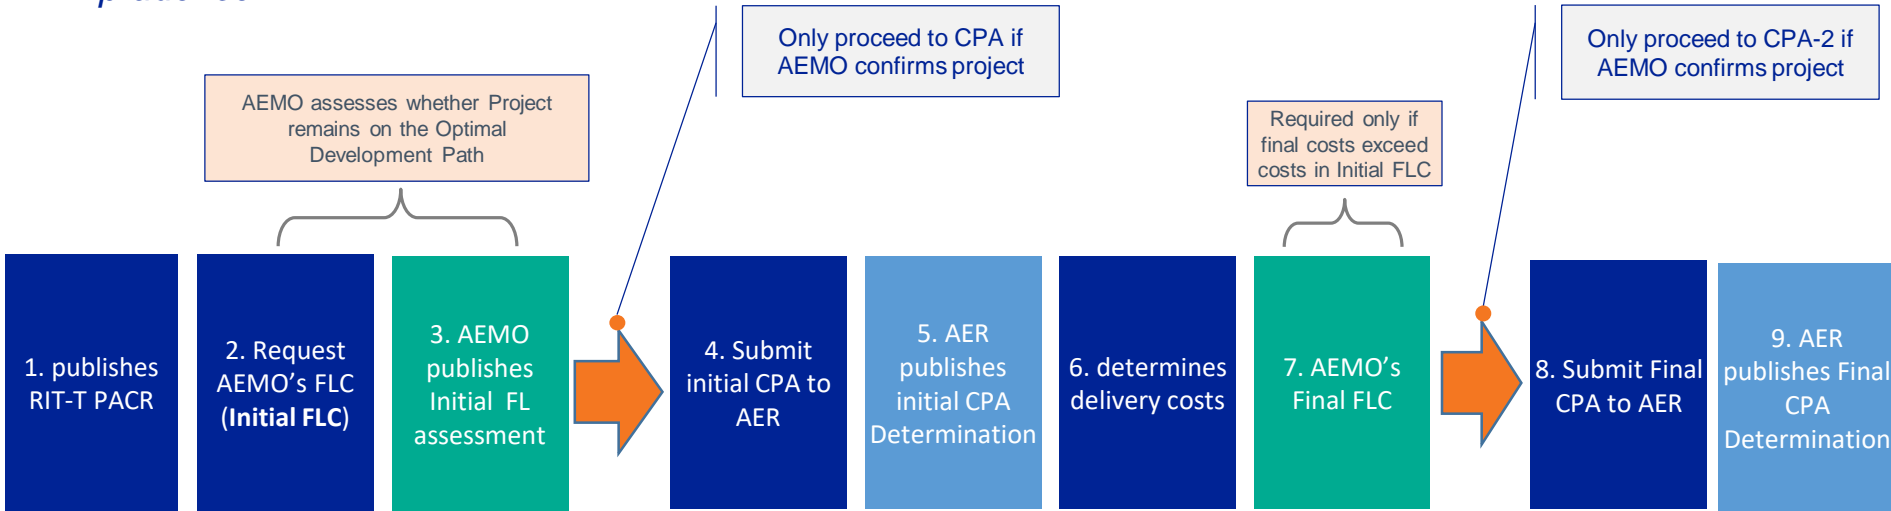 Only proceed to CPA if
AEMO confirms project
Only proceed to CPA-2 if
AEMO confirms project
AEMO assesses whether Project
remains on the Optimal
Development Path
Required only if
final costs exceed
costs in Initial FLC
1. publishes
RIT-T PACR
2. Request
AEMO's FLC
(Initial FLC)
3. AEMO
publishes
Initial FL
assessment
4. Submit
initial CPA to
AER
5. AER
publishes
initial CPA
Determination
6. determines
delivery costs
7. AEMO’s
Final FLC
8. Submit Final
CPA to AER
9. AER
publishes Final
CPA
Determination